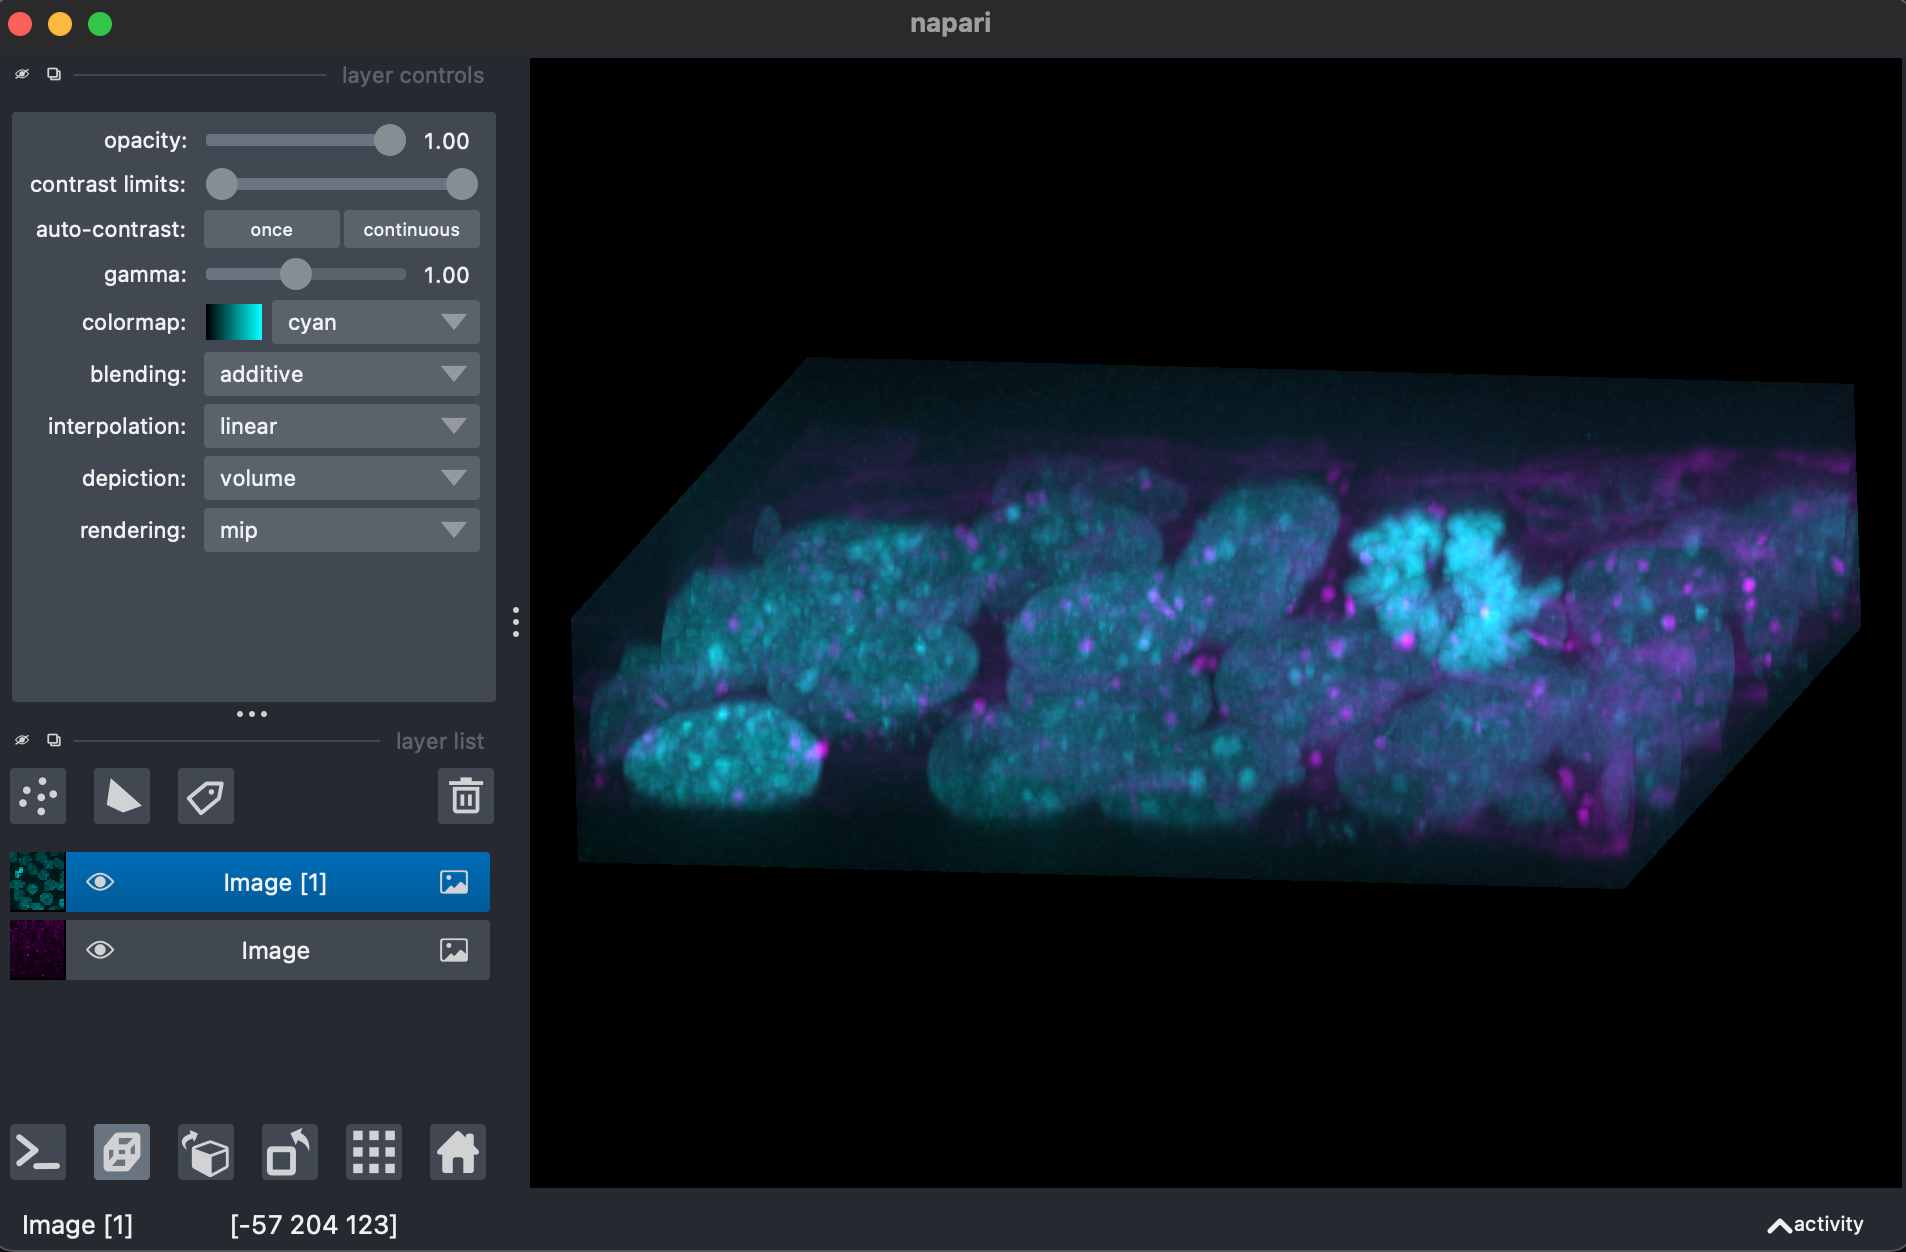 napari
layer controls
opacity: 1.00
contrast limits:
auto-contrast: once continuous
gamma: 1.00
colormap: cyan
blending: additive
interpolation: linear
depiction: volume
rendering: mip
layer list
Image [1]
Image
Image [1] [-57 204 123]
activity